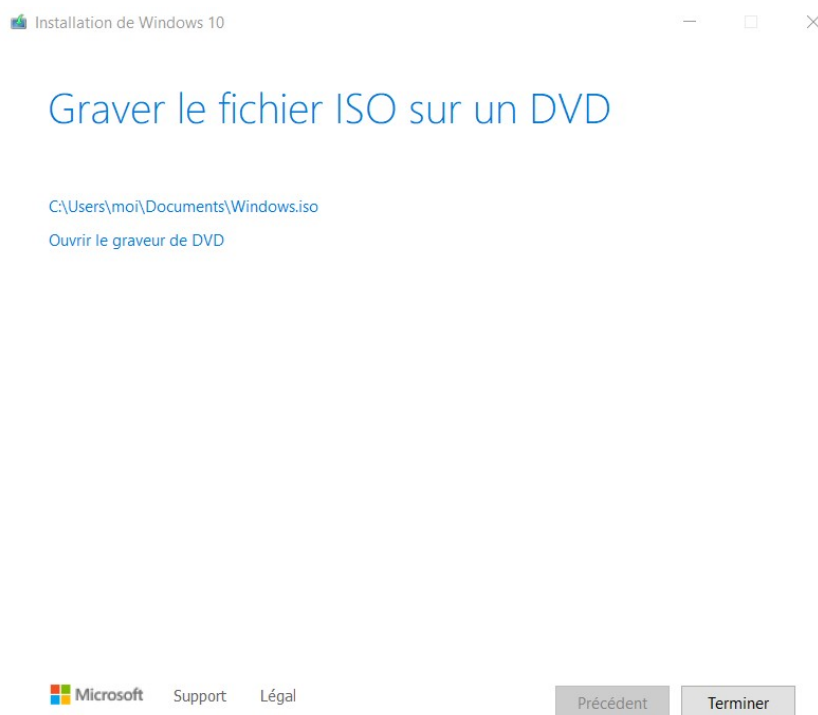 Installation de Windows 10
Graver le fichier ISO sur un DVD
C:\Users\moi\Documents\Windows.iso
Ouvrir le graveur de DVD
Microsoft Support Légal Précédent Terminer